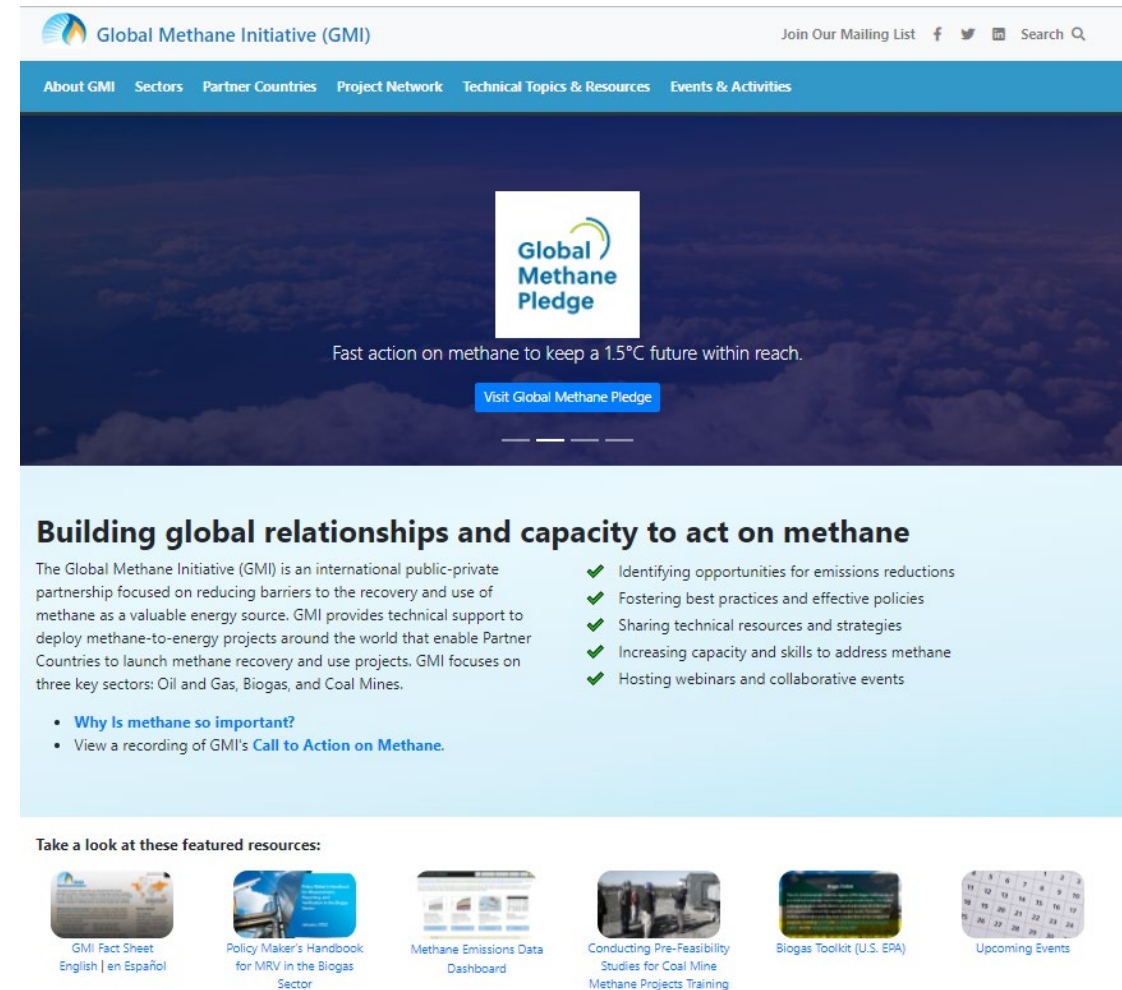 Global Methane Initiative (GMI)
Join Our Mailing List Search
About GMI Sectors Partner Countries Project Network Technical Topics & Resources Events & Activities
Global
Methane
Pledge
Fast action on methane to keep a 1.5°C future within reach.
Visit Global Methane Pledge
Building global relationships and capacity to act on methane
The Global Methane Initiative (GMI) is an international public-private
partnership focused on reducing barriers to the recovery and use of
methane as a valuable energy source. GMI provides technical support to
deploy methane-to-energy projects around the world that enable Partner
Countries to launch methane recovery and use projects. GMI focuses on
three key sectors: Oil and Gas, Biogas, and Coal Mines.
• Why Is methane so important?
• View a recording of GMI's Call to Action on Methane.
Identifying opportunities for emissions reductions
Fostering best practices and effective policies
Sharing technical resources and strategies
Increasing capacity and skills to address methane
Hosting webinars and collaborative events
Take a look at these featured resources:
GMI Fact Sheet
English | en Español
Policy Maker's Handbook
for MRV in the Biogas
Sector
Methane Emissions Data
Dashboard
Conducting Pre-Feasibility
Studies for Coal Mine
Methane Projects Training
Biogas Toolkit (U.S. EPA)
Upcoming Events